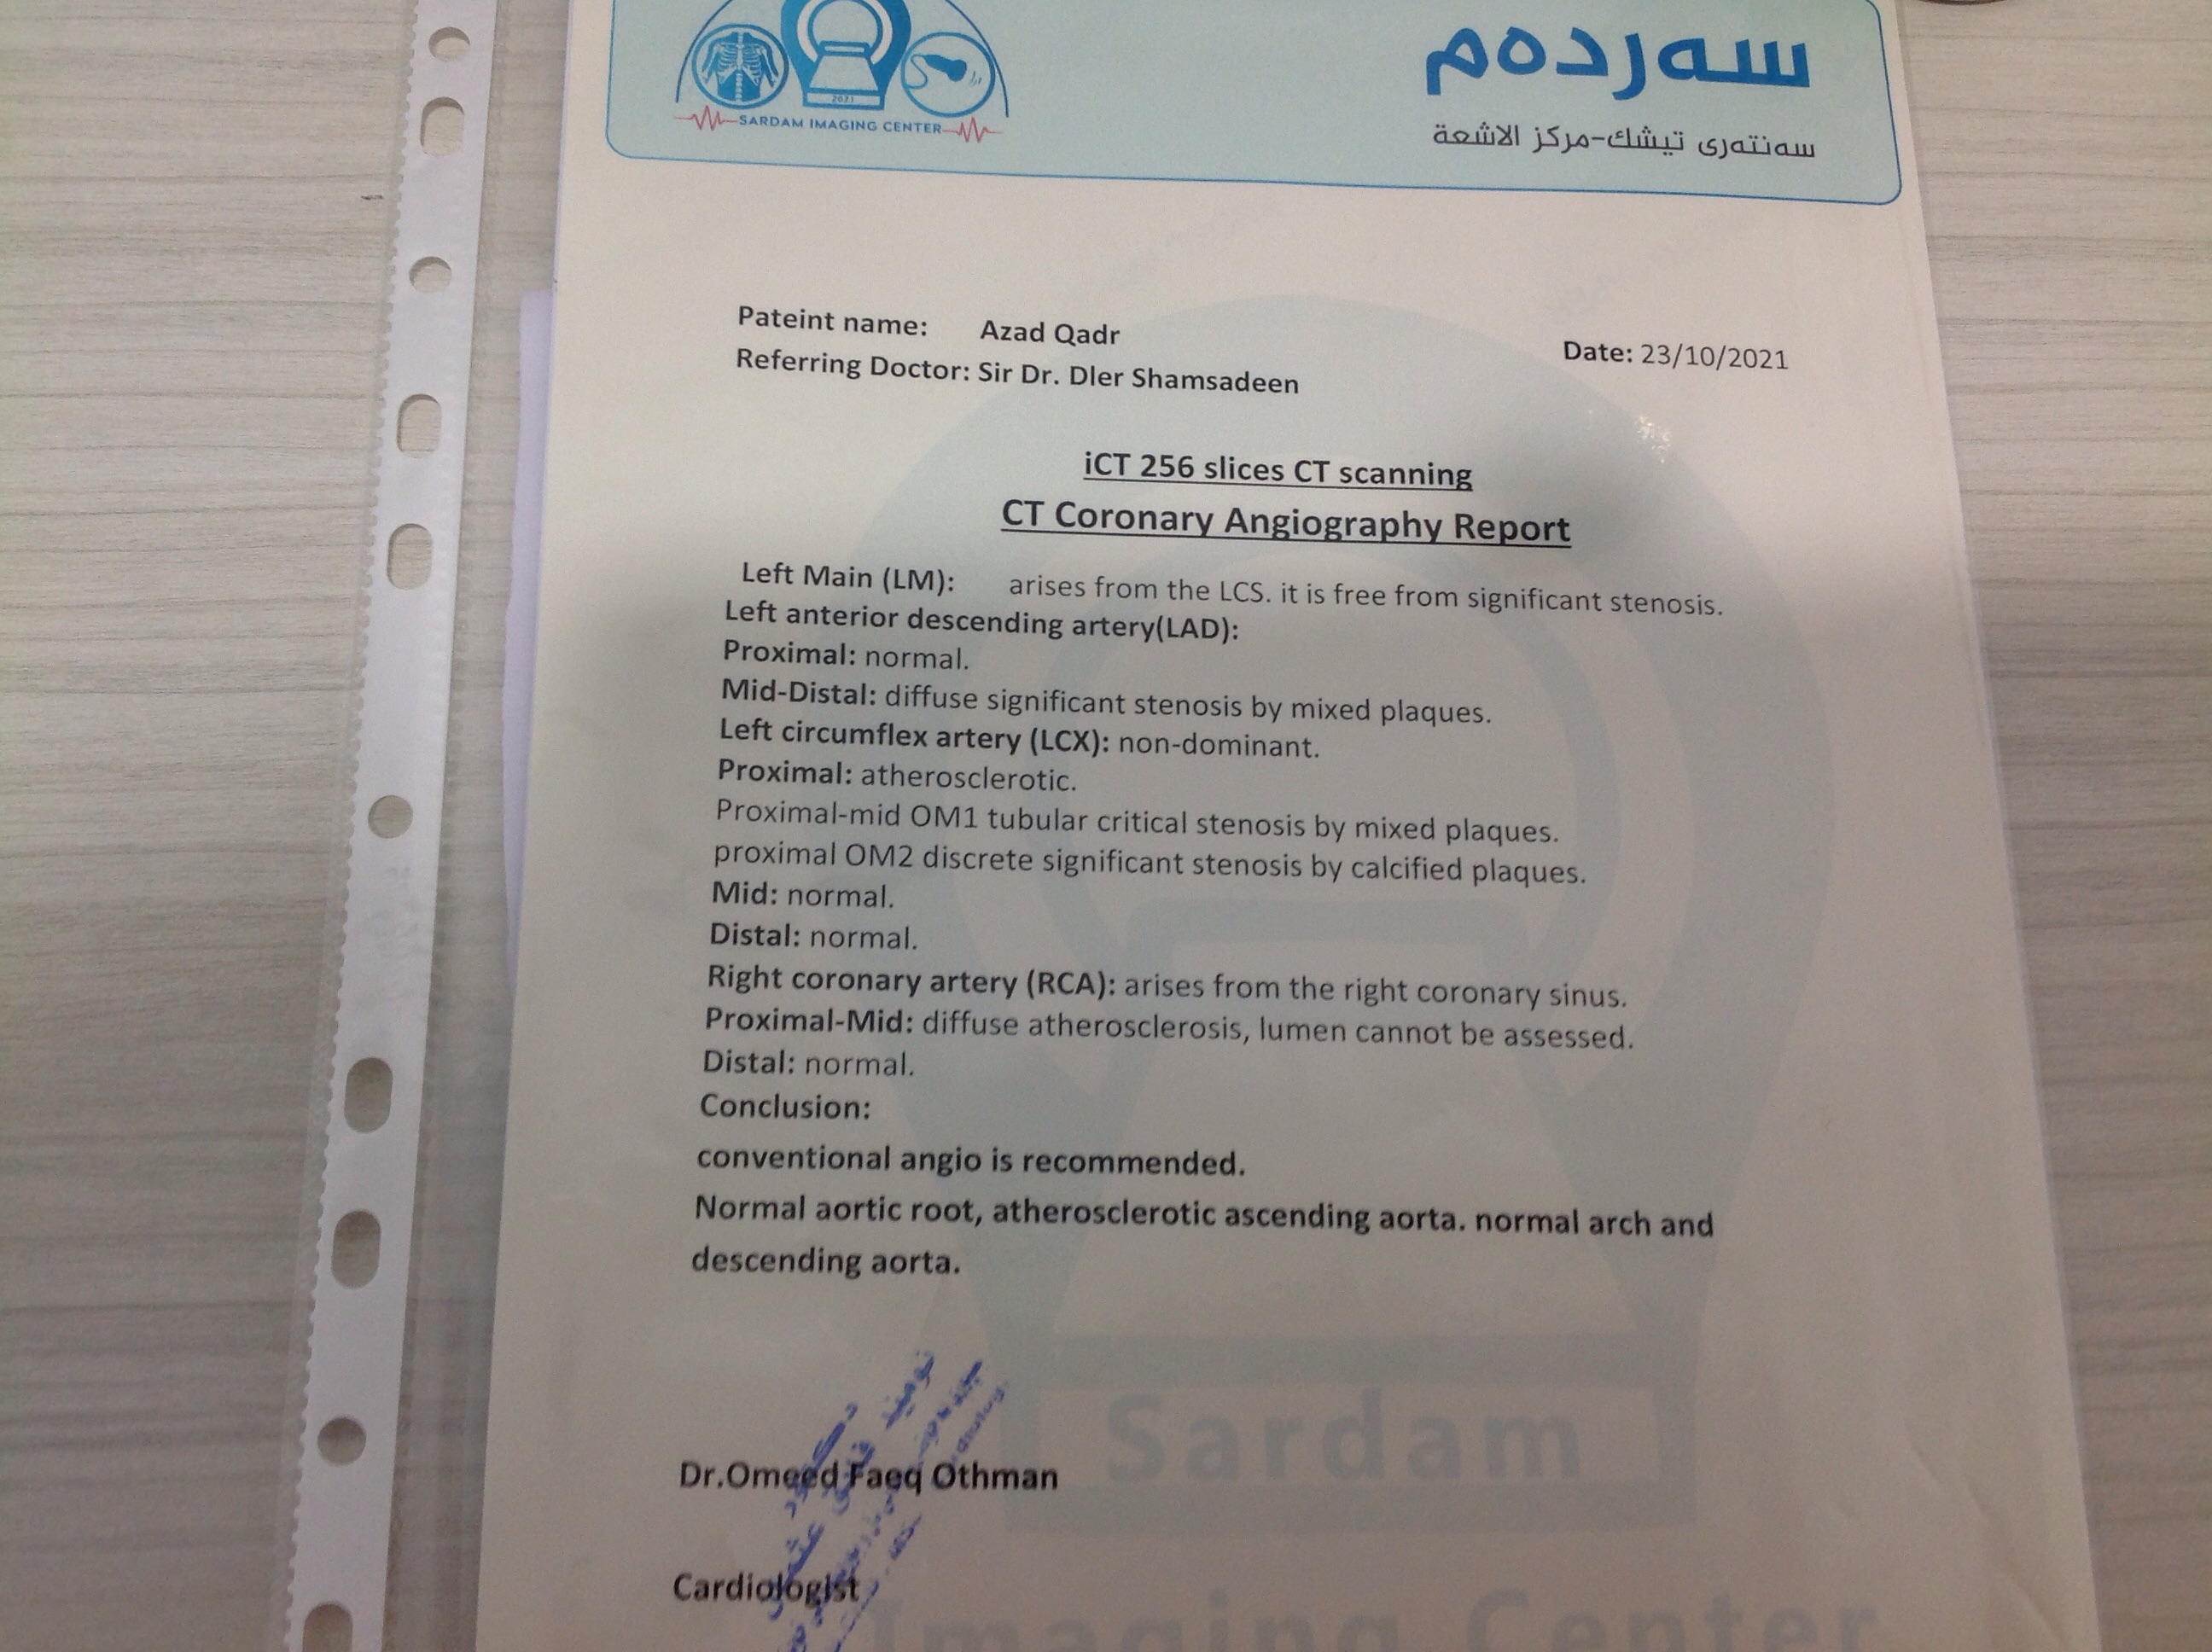 2021
SARDAM IMAGING CENTER
سەردەم
سەنتەری تیشك-مركز الاشعة
Pateint name: Azad Qadr
Date: 23/10/2021
Referring Doctor: Sir Dr. Dler Shamsadeen
iCT 256 slices CT scanning
CT Coronary Angiography Report
Left Main (LM): arises from the LCS. it is free from significant stenosis.
Left anterior descending artery(LAD):
Proximal: normal.
Mid-Distal: diffuse significant stenosis by mixed plaques.
Left circumflex artery (LCX): non-dominant.
Proximal: atherosclerotic.
Proximal-mid OM1 tubular critical stenosis by mixed plaques.
proximal OM2 discrete significant stenosis by calcified plaques.
Mid: normal.
Distal: normal.
Right coronary artery (RCA): arises from the right coronary sinus.
Proximal-Mid: diffuse atherosclerosis, lumen cannot be assessed.
Distal: normal.
Conclusion:
conventional angio is recommended.
Normal aortic root, atherosclerotic ascending aorta. normal arch and
descending aorta.
Dr.Omeed Faeq Othman
Cardiologist
Sardam
Imaging Center